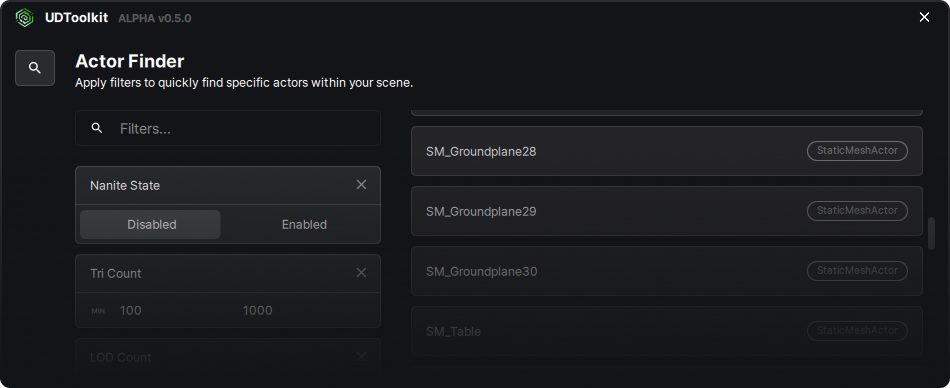 UDToolkit ALPHA v0.5.0
Actor Finder
Apply filters to quickly find specific actors within your scene.
Filters...
Nanite State
Disabled Enabled
Tri Count
MIN 100 1000
LOD Count
SM_Groundplane28 StaticMeshActor
SM_Groundplane29 StaticMeshActor
SM_Groundplane30 StaticMeshActor
SM_Table StaticMeshActor